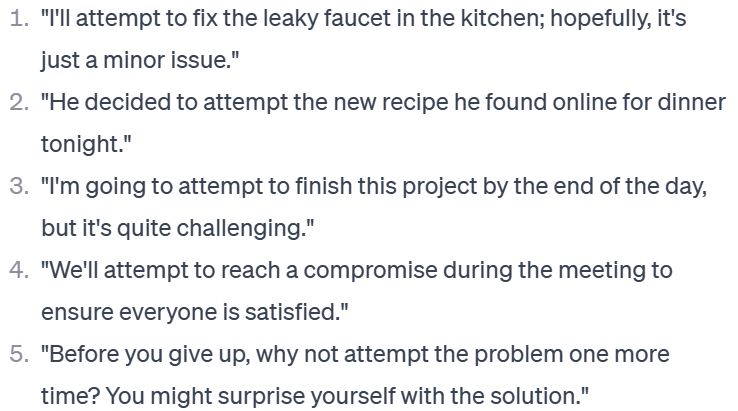 1. "I'll attempt to fix the leaky faucet in the kitchen; hopefully, it's
just a minor issue."
2. "He decided to attempt the new recipe he found online for dinner
tonight."
3. "I'm going to attempt to finish this project by the end of the day,
but it's quite challenging."
4. "We'll attempt to reach a compromise during the meeting to
ensure everyone is satisfied."
5. "Before you give up, why not attempt the problem one more
time? You might surprise yourself with the solution."